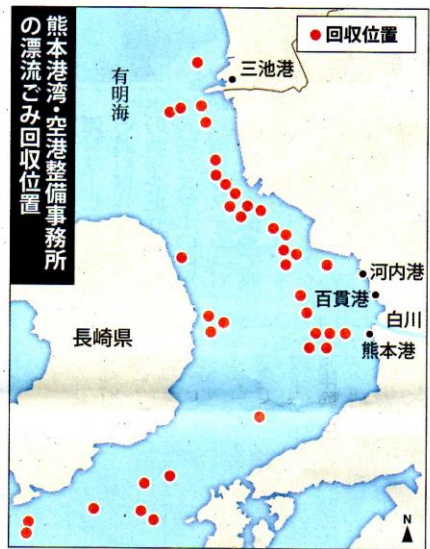 熊本港湾・空港整備事務所
の漂流ごみ回収位置
回収位置
有明海
三池港
河内港
百貫港
白川
熊本港
長崎県
N